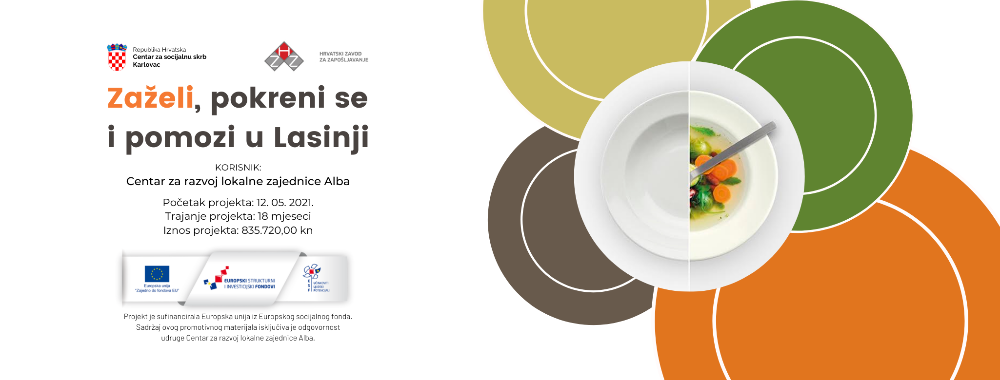 Republika Hrvatska
Centar za socijalnu skrb
Karlovac
HZZ
HRVATSKI ZAVOD
ZA ZAPOŠLJAVANJE
Zaželi, pokreni se
i pomozi u Lasinji
KORISNIK:
Centar za razvoj lokalne zajednice Alba
Početak projekta: 12. 05. 2021.
Trajanje projekta: 18 mjeseci
Iznos projekta: 835.720,00 kn
Europska unija
"Zajedno do fondova EU"
EUROPSKI STRUKTURNI
I INVESTICIJSKI FONDOVI
ESF
UČINKOVITI
LJUDSKI
POTENCIJALI
Projekt je sufinancirala Europska unija iz Europskog socijalnog fonda.
Sadržaj ovog promotivnog materijala isključiva je odgovornost
udruge Centar za razvoj lokalne zajednice Alba.